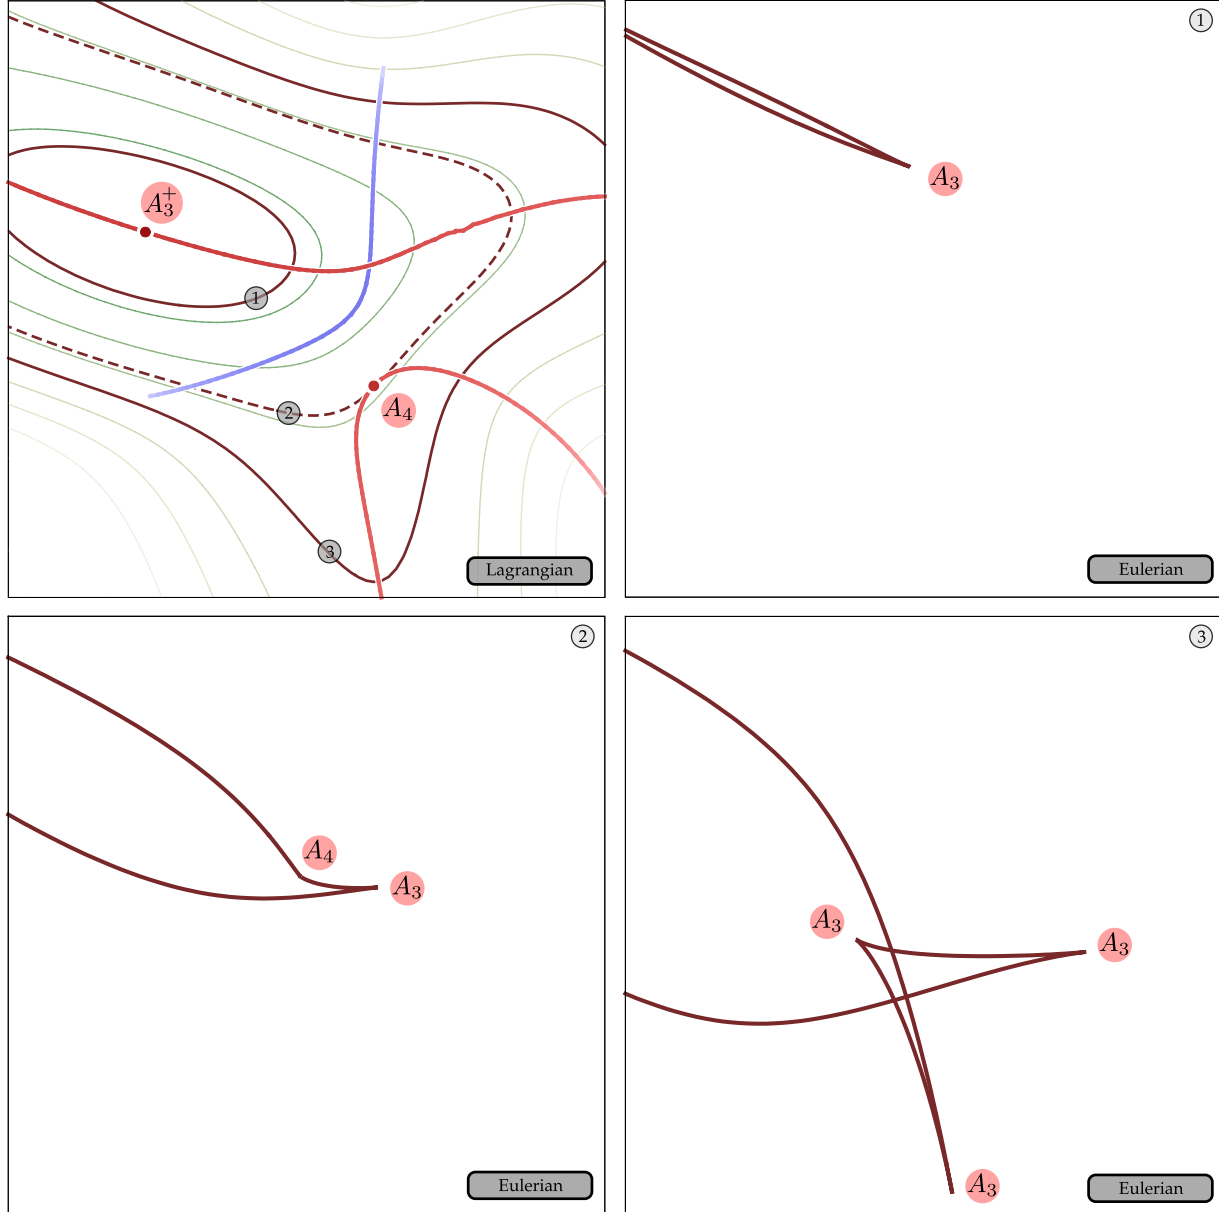 ①
A₃⁺
A₃
①
②
A₄
③
Lagrangian
Eulerian
②
③
A₄
A₃
A₃
A₃
A₃
Eulerian
Eulerian